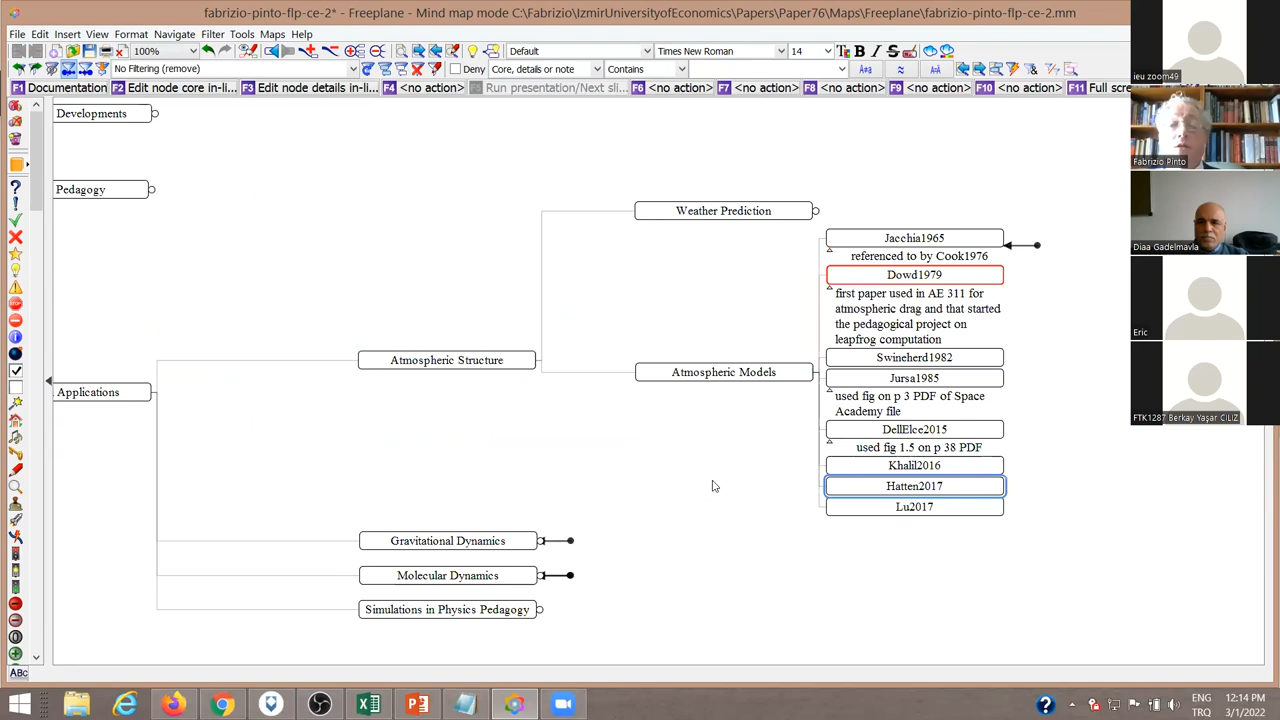 fabrizio-pinto-flp-ce-2* - Freeplane - Mind map mode C:\Fabrizio\IzmirUniversityofEconomics\Papers\Paper76\Maps\Freeplane\fabrizio-pinto-flp-ce-2.mm
File Edit Insert View Format Navigate Filter Tools Maps Help
100% Default Times New Roman 14
No Filtering (remove) Deny Core, details or note Contains
F1 Documentation F2 Edit node core in-li... F3 Edit node details in-li... F4 <no action> Run presentation/Next sli... F6 <no action> F7 <no action> F8 <no action> F9 <no action> F10 <no action> F11 Full scre
Developments
Pedagogy
Applications
Atmospheric Structure
Gravitational Dynamics
Molecular Dynamics
Simulations in Physics Pedagogy
Weather Prediction
Atmospheric Models
Jacchia1965
referenced to by Cook1976
Dowd1979
first paper used in AE 311 for
atmospheric drag and that started
the pedagogical project on
leapfrog computation
Swineherd1982
Jursa1985
used fig on p 3 PDF of Space
Academy file
DellElce2015
used fig 1.5 on p 38 PDF
Khalil2016
Hatten2017
Lu2017
ieu zoom49
Fabrizio Pinto
Diaa Gadelmavla
Eric
FTK1287 Berkay Yaşar CILIZ
ABc
ENG
TRQ
12:14 PM
3/1/2022